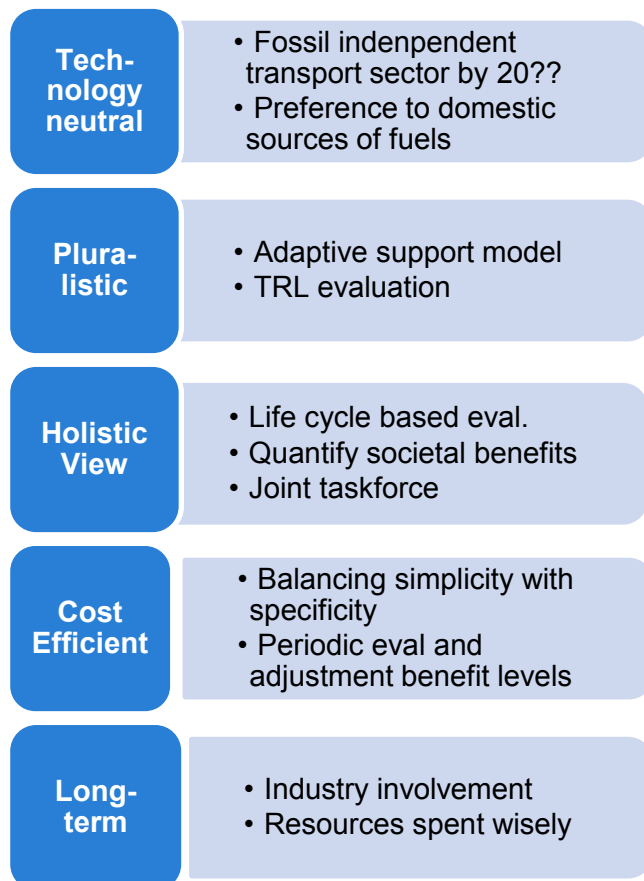 Tech-
nology
neutral
• Fossil indenpendent
transport sector by 20??
• Preference to domestic
sources of fuels
Plura-
listic
• Adaptive support model
• TRL evaluation
Holistic
View
• Life cycle based eval.
• Quantify societal benefits
• Joint taskforce
Cost
Efficient
• Balancing simplicity with
specificity
• Periodic eval and
adjustment benefit levels
Long-
term
• Industry involvement
• Resources spent wisely